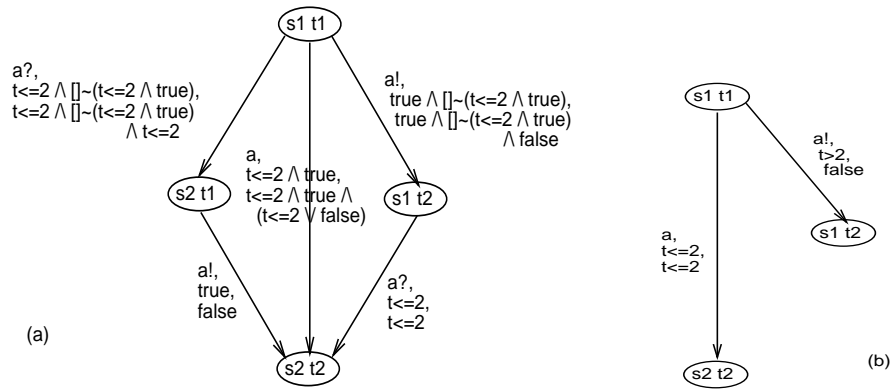 s1 t1
a?,
t<=2 /\ []~(t<=2 /\ true),
t<=2 /\ []~(t<=2 /\ true)
/\ t<=2
a!,
true /\ []~(t<=2 /\ true),
true /\ []~(t<=2 /\ true)
/\ false
a,
t<=2 /\ true,
t<=2 /\ true /\
(t<=2 \/ false)
s2 t1
s1 t2
a!,
true,
false
a?,
t<=2,
t<=2
s2 t2
(a)
s1 t1
a!,
t>2,
false
s1 t2
a,
t<=2,
t<=2
s2 t2
(b)